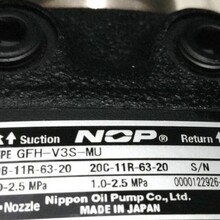 ↑ Suction NOP® Return ↑
PE GFH-V3S-MU
B-11R-63-20 20C-11R-63-20 S/N
0-2.5 MPa 1.0-2.5 MPa 0000122926
Nozzle Nippon Oil Pump Co., Ltd.
MADE IN JAPAN